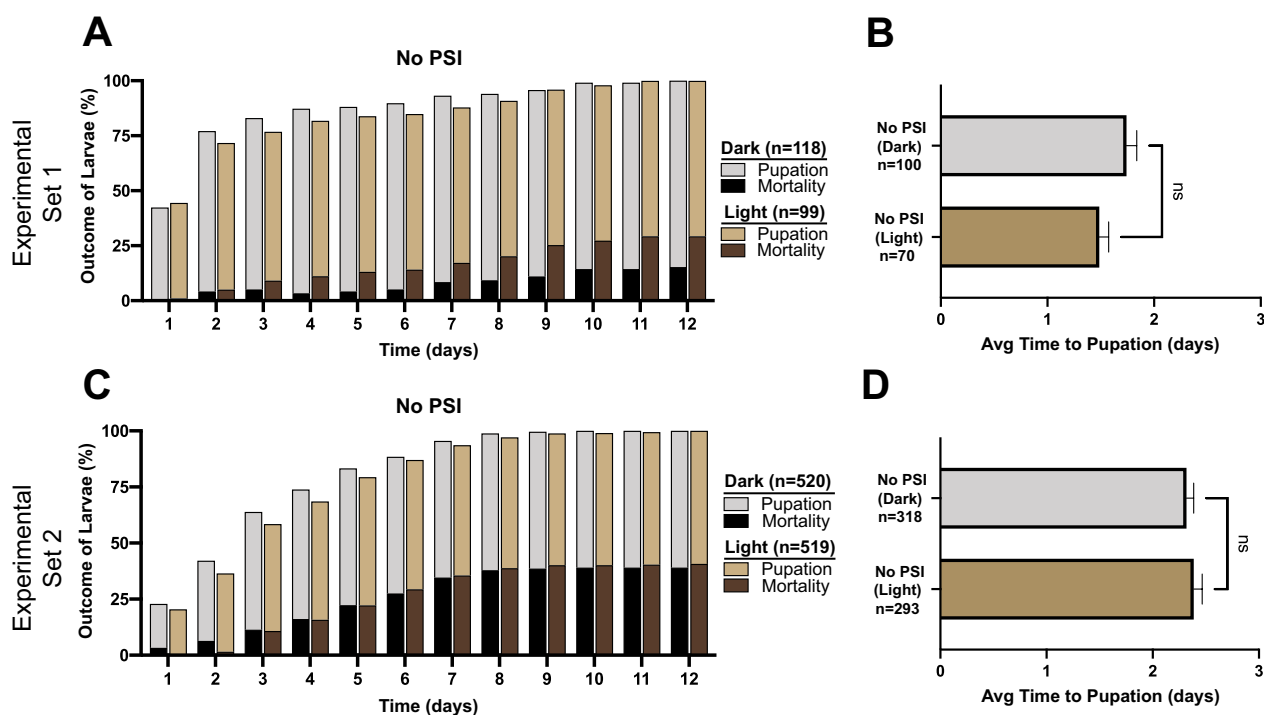 A
Experimental
Set 1
No PSI
Outcome of Larvae (%)
100
75
50
25
0
1 2 3 4 5 6 7 8 9 10 11 12
Time (days)
Dark (n=118)
Pupation
Mortality
Light (n=99)
Pupation
Mortality
B
No PSI
(Dark)
n=100
No PSI
(Light)
n=70
ns
0 1 2 3
Avg Time to Pupation (days)
C
Experimental
Set 2
No PSI
Outcome of Larvae (%)
100
75
50
25
0
1 2 3 4 5 6 7 8 9 10 11 12
Time (days)
Dark (n=520)
Pupation
Mortality
Light (n=519)
Pupation
Mortality
D
No PSI
(Dark)
n=318
No PSI
(Light)
n=293
ns
0 1 2 3
Avg Time to Pupation (days)